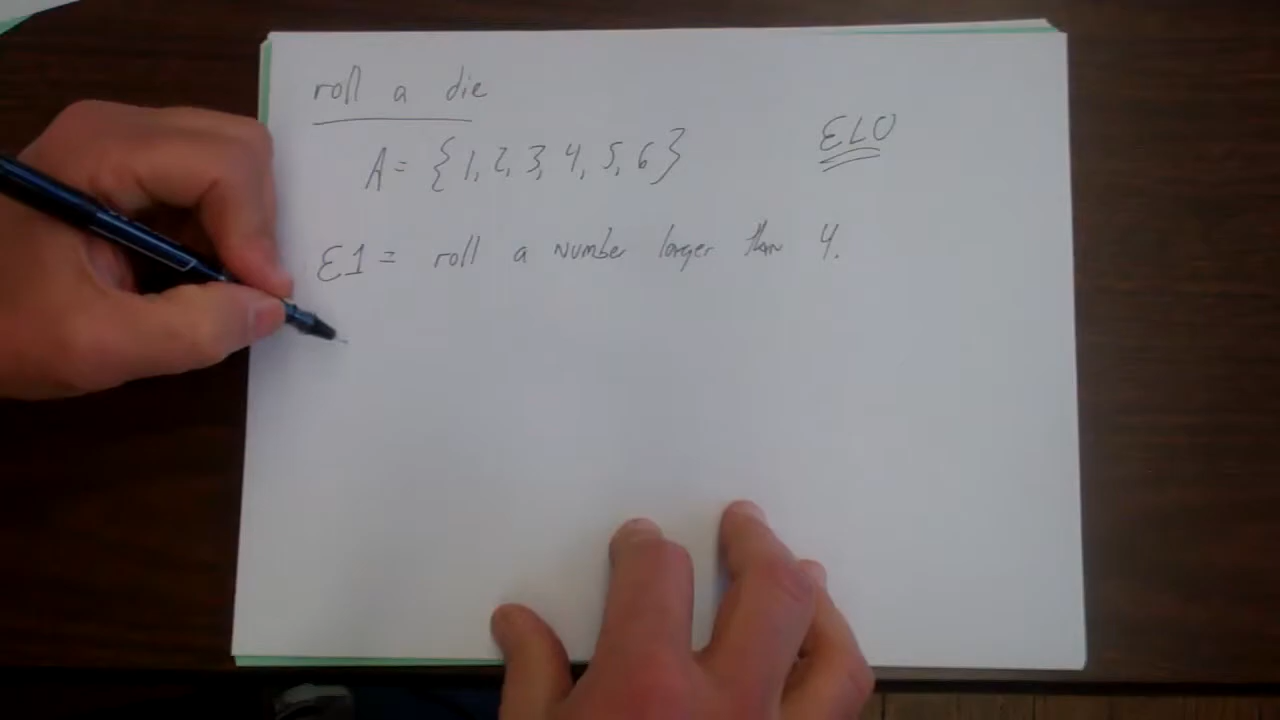 roll a die
A = {1, 2, 3, 4, 5, 6}
ELO
E1 = roll a number larger than 4.